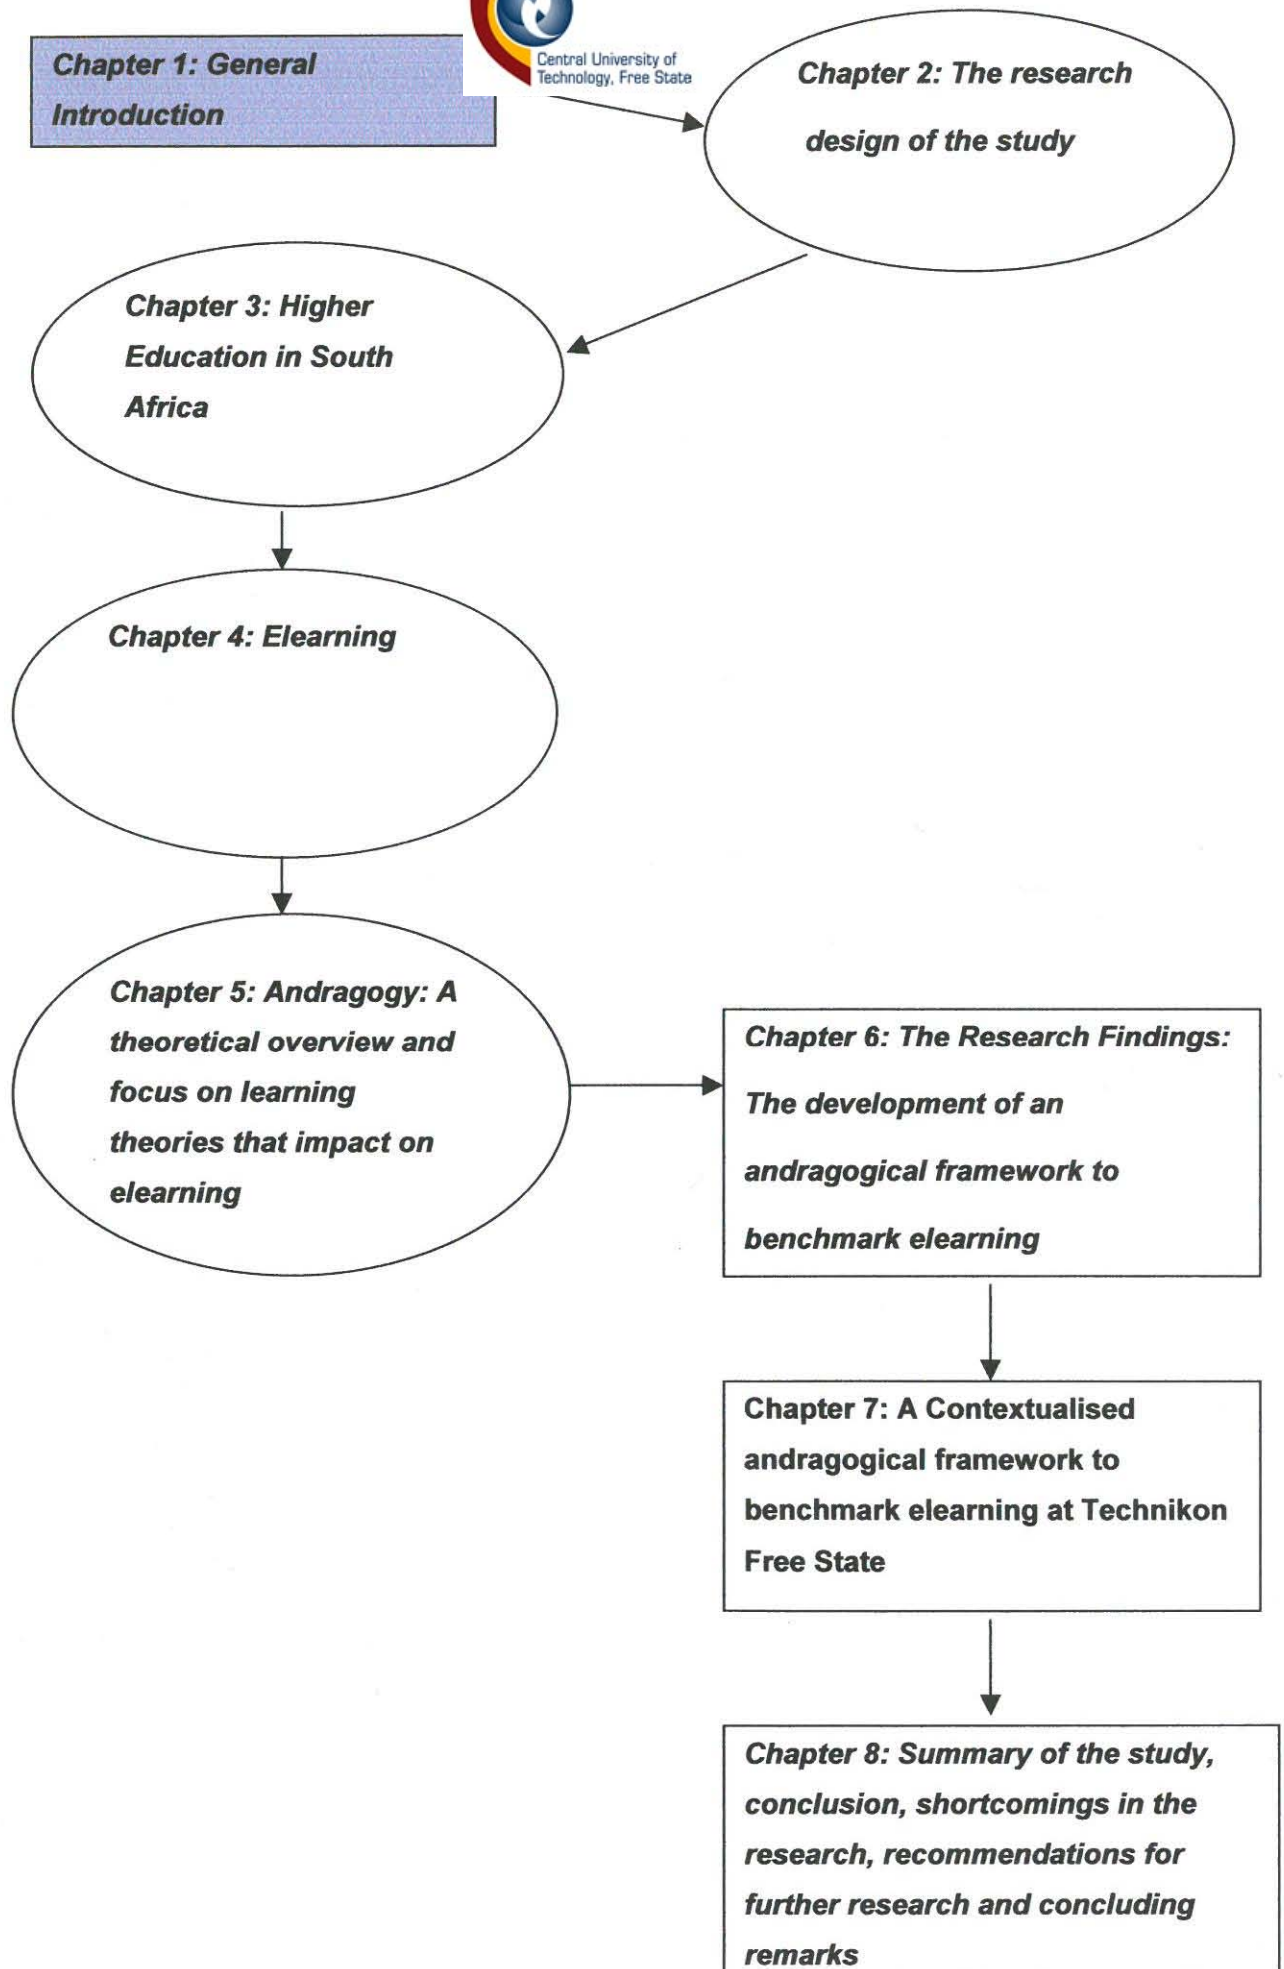 Chapter 1: General
Introduction
Central University of
Technology, Free State
Chapter 2: The research
design of the study
Chapter 3: Higher
Education in South
Africa
Chapter 4: Elearning
Chapter 5: Andragogy: A
theoretical overview and
focus on learning
theories that impact on
elearning
Chapter 6: The Research Findings:
The development of an
andragogical framework to
benchmark elearning
Chapter 7: A Contextualised
andragogical framework to
benchmark elearning at Technikon
Free State
Chapter 8: Summary of the study,
conclusion, shortcomings in the
research, recommendations for
further research and concluding
remarks